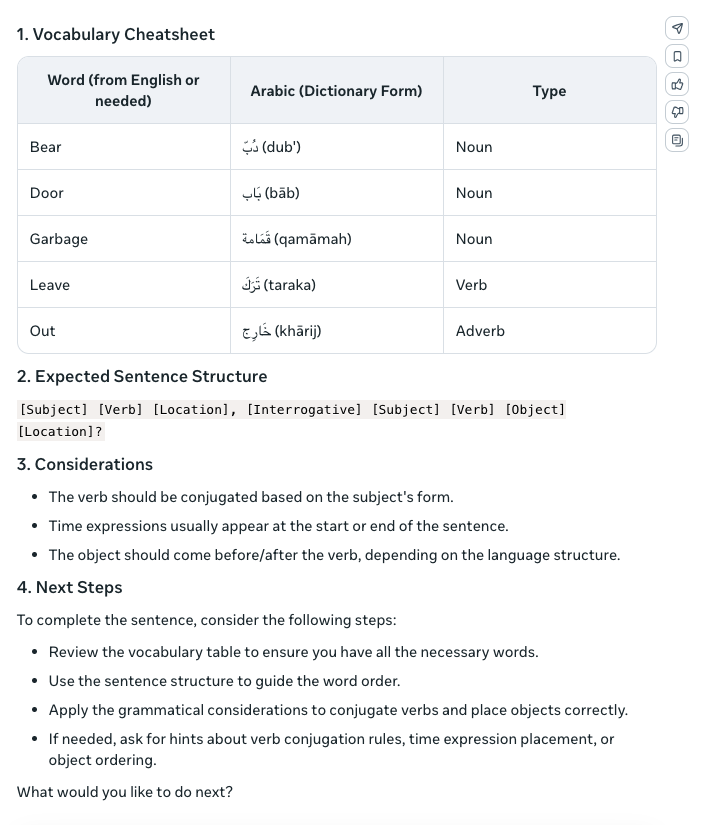 1. Vocabulary Cheatsheet
Word (from English or
needed)
Arabic (Dictionary Form)
Type
Bear
دُبّ (dub')
Noun
Door
بَاب (bāb)
Noun
Garbage
قَمَامة (qamāmah)
Noun
Leave
تَرَكَ (taraka)
Verb
Out
خَارِج (khārij)
Adverb
2. Expected Sentence Structure
[Subject] [Verb] [Location], [Interrogative] [Subject] [Verb] [Object]
[Location]?
3. Considerations
• The verb should be conjugated based on the subject's form.
• Time expressions usually appear at the start or end of the sentence.
• The object should come before/after the verb, depending on the language structure.
4. Next Steps
To complete the sentence, consider the following steps:
• Review the vocabulary table to ensure you have all the necessary words.
• Use the sentence structure to guide the word order.
• Apply the grammatical considerations to conjugate verbs and place objects correctly.
• If needed, ask for hints about verb conjugation rules, time expression placement, or
object ordering.
What would you like to do next?